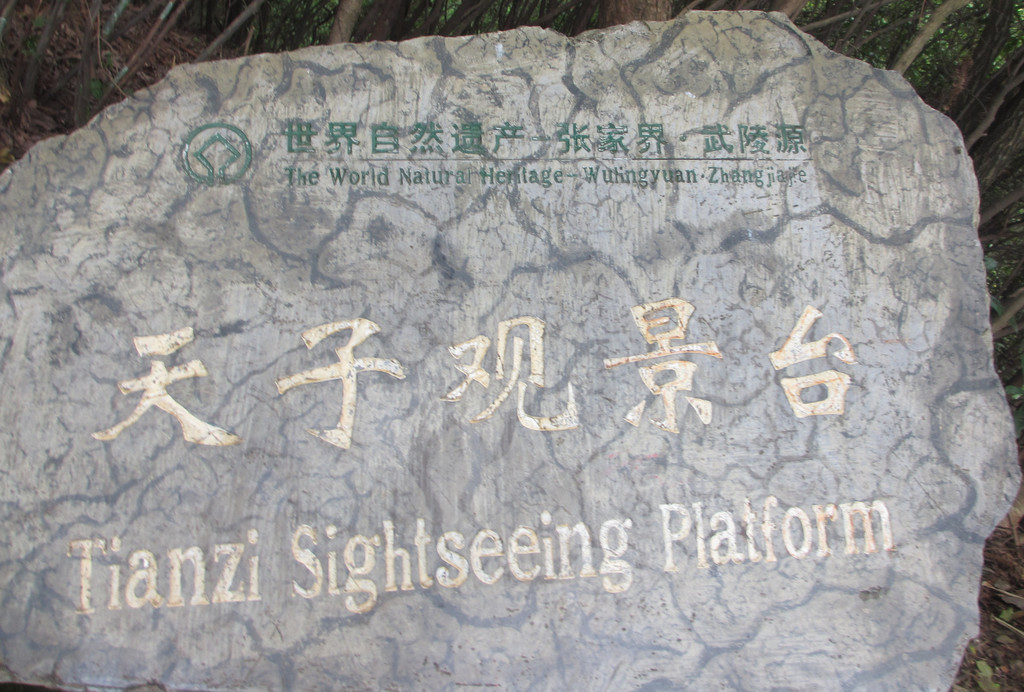 世界自然遗产-张家界·武陵源
The World Natural Heritage-Wulingyuan·Zhangjiajie
天子观景台
Tianzi Sightseeing Platform